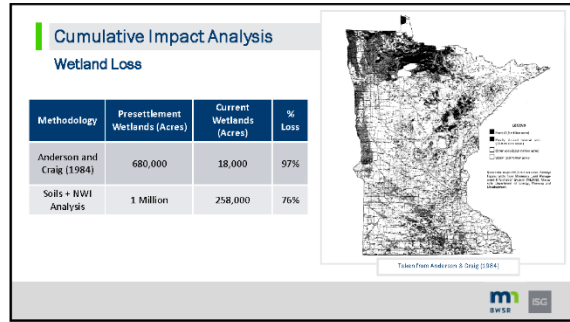 Cumulative Impact Analysis
Wetland Loss
Methodology
Presettlement
Wetlands (Acres)
Current
Wetlands
(Acres)
%
Loss
Anderson and
Craig (1984)
680,000
18,000
97%
Soils + NWI
Analysis
1 Million
258,000
76%
LEGEND
Taken from Anderson & Craig (1984)
BWSR
ISG